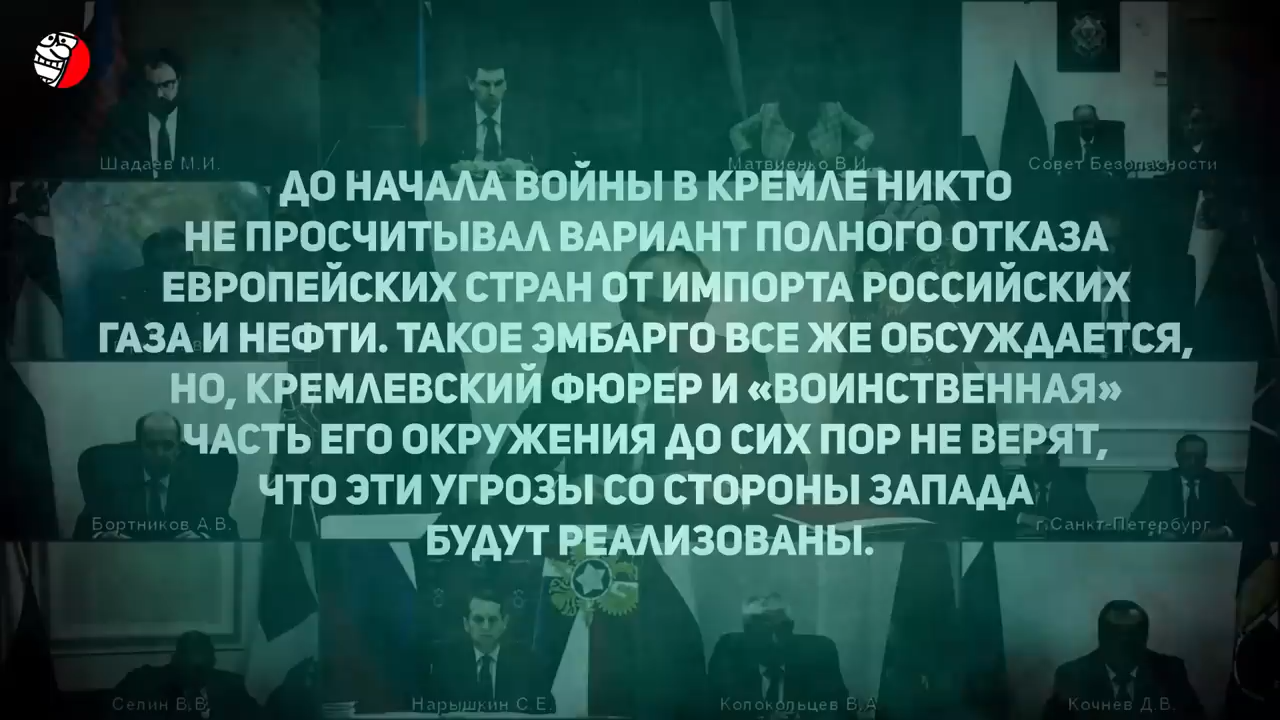 Шадаев М.И.
Матвиенко В.И.
Совет Безопасности
ДО НАЧАЛА ВОЙНЫ В КРЕМЛЕ НИКТО
НЕ ПРОСЧИТЫВАЛ ВАРИАНТ ПОЛНОГО ОТКАЗА
ЕВРОПЕЙСКИХ СТРАН ОТ ИМПОРТА РОССИЙСКИХ
ГАЗА И НЕФТИ. ТАКОЕ ЭМБАРГО ВСЕ ЖЕ ОБСУЖДАЕТСЯ,
НО, КРЕМЛЕВСКИЙ ФЮРЕР И «ВОИНСТВЕННАЯ»
ЧАСТЬ ЕГО ОКРУЖЕНИЯ ДО СИХ ПОР НЕ ВЕРЯТ,
ЧТО ЭТИ УГРОЗЫ СО СТОРОНЫ ЗАПАДА
Бортников А.В.
г.Санкт-Петербург
БУДУТ РЕАЛИЗОВАНЫ.
Селин В.В.
Нарышкин С.Е.
Колокольцев В.А
Кочнев Д.В.